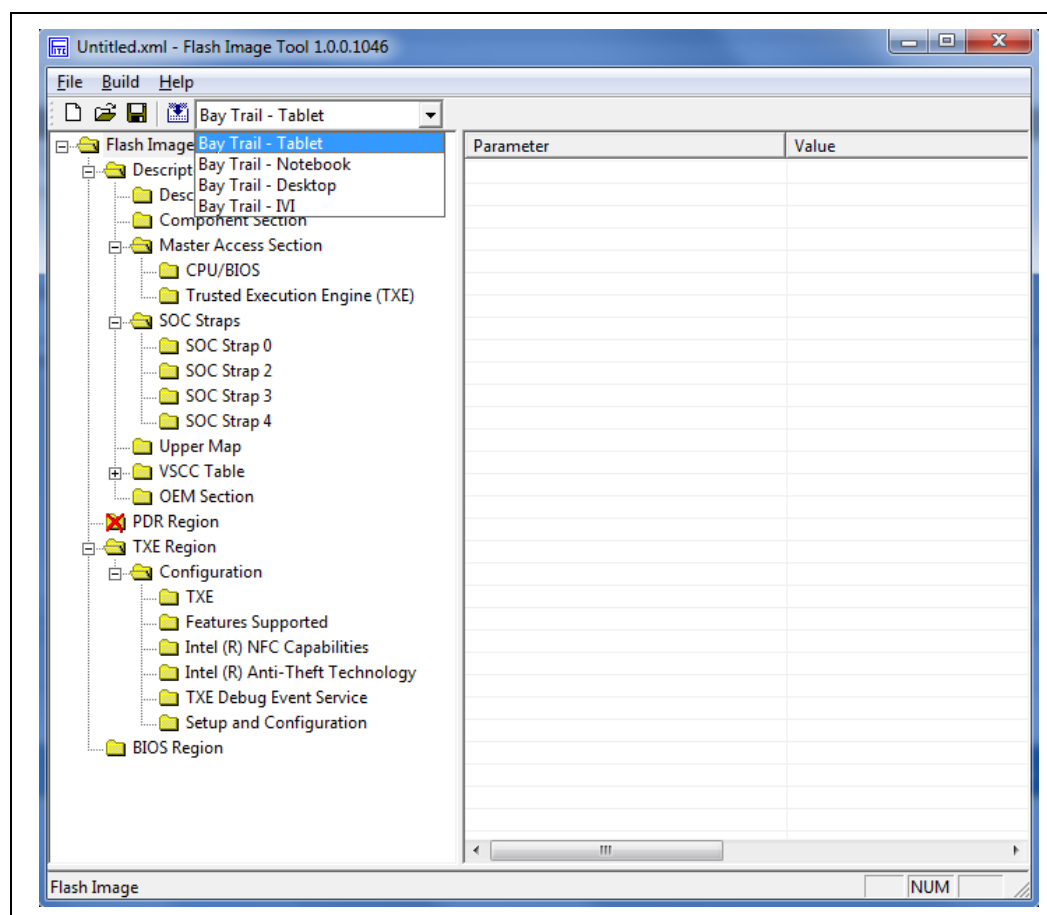 Untitled.xml - Flash Image Tool 1.0.0.1046
File Build Help
Bay Trail - Tablet
Flash Image
Bay Trail - Tablet
Bay Trail - Notebook
Bay Trail - Desktop
Bay Trail - IVI
Parameter Value
Descript
Desc
Component Section
Master Access Section
CPU/BIOS
Trusted Execution Engine (TXE)
SOC Straps
SOC Strap 0
SOC Strap 2
SOC Strap 3
SOC Strap 4
Upper Map
VSCC Table
OEM Section
PDR Region
TXE Region
Configuration
TXE
Features Supported
Intel (R) NFC Capabilities
Intel (R) Anti-Theft Technology
TXE Debug Event Service
Setup and Configuration
BIOS Region
Flash Image
NUM